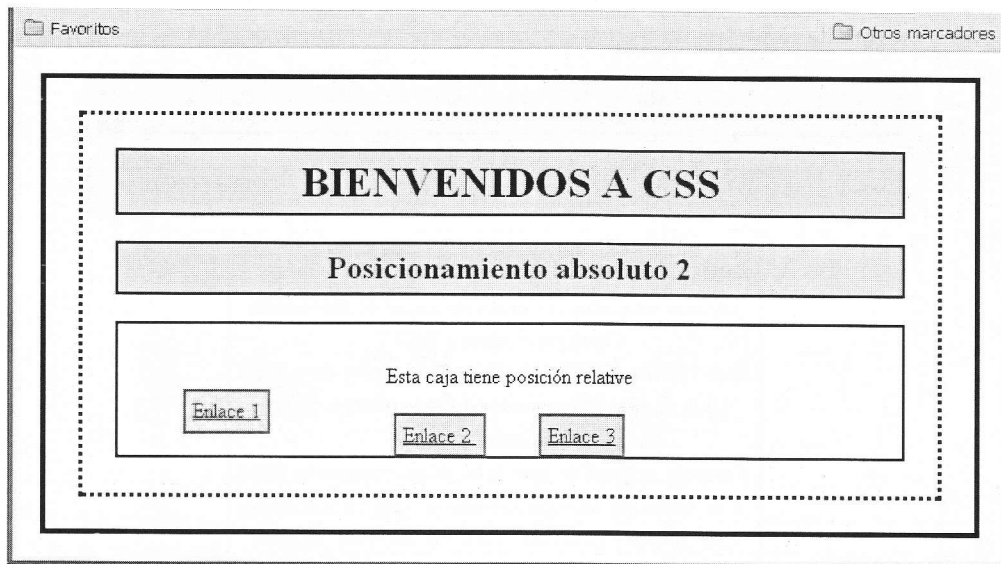 Favoritos
Otros marcadores
BIENVENIDOS A CSS
Posicionamiento absoluto 2
Esta caja tiene posición relative
Enlace 1
Enlace 2
Enlace 3